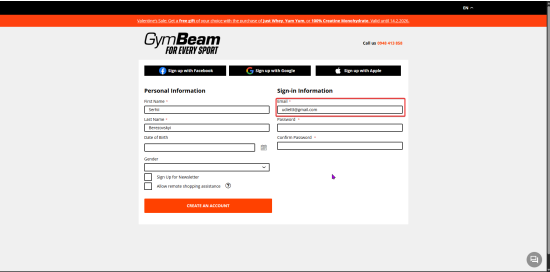 EN
Valentine's Sale: Get a free gift of your choice with the purchase of Just Whey, Yum Yum, or 100% Creatine Monohydrate. Valid until 14.2.2026.
GymBeam
FOR EVERY SPORT
Call us
Sign up with Facebook
Sign up with Google
Sign up with Apple
Personal Information
Sign-in Information
First Name *
Email *
Serhii
Last Name *
Password *
Berezovskyi
Date of Birth
Confirm Password *
Gender
Sign Up for Newsletter
Allow remote shopping assistance
?
CREATE AN ACCOUNT